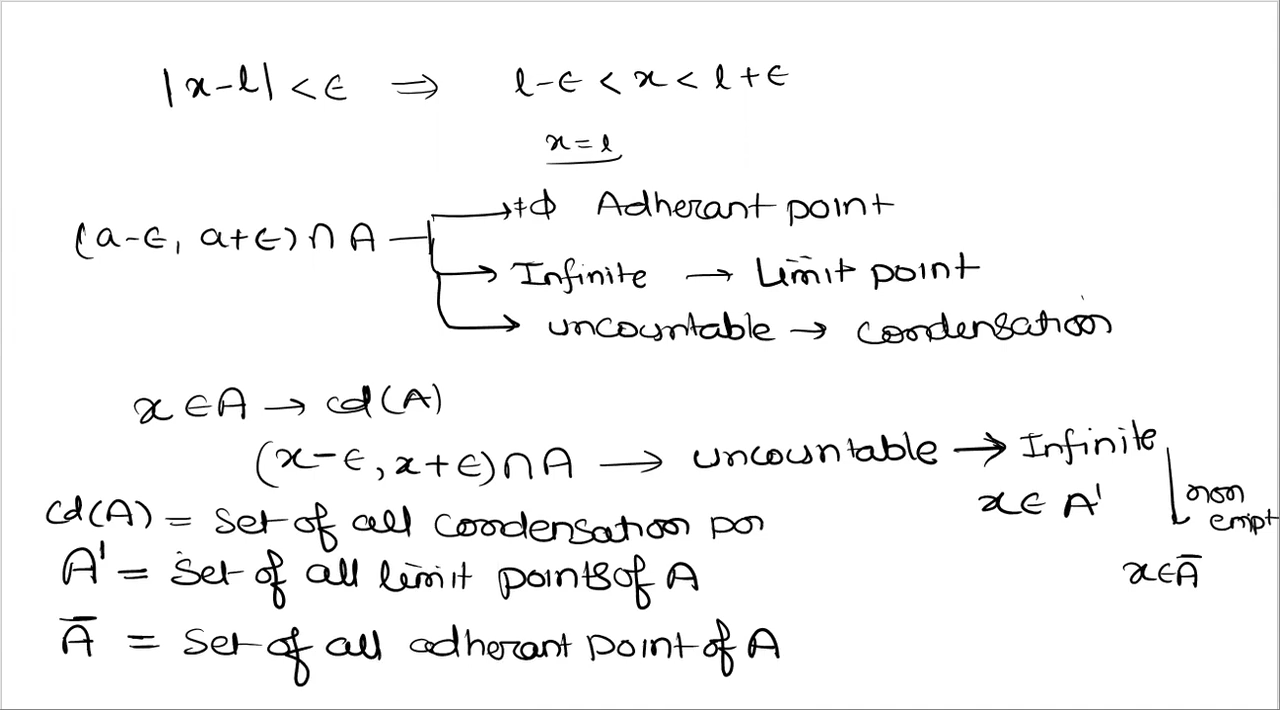 |x-l| < ∈ ⇒ l-∈ < x < l+∈
x = l
(a-∈, a+∈) ∩ A → ≠ϕ Adherant point
→ Infinite → Limit point
→ uncountable → condensation
x ∈ A → cd(A)
(x-∈, x+∈) ∩ A → uncountable → Infinite
x ∈ A'
non empt
cd(A) = set of all condensation poin
A' = set of all limit points of A
x ∈ Ā
Ā = set of all adherant point of A